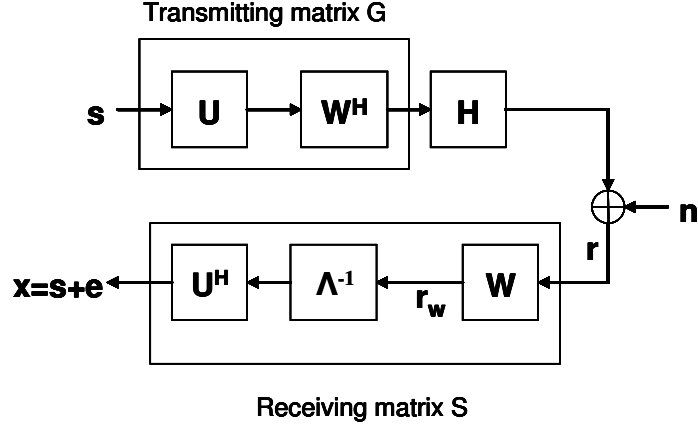 Transmitting matrix G
s U W^H H
n
r
x=s+e U^H Λ^-1 r_w W
Receiving matrix S